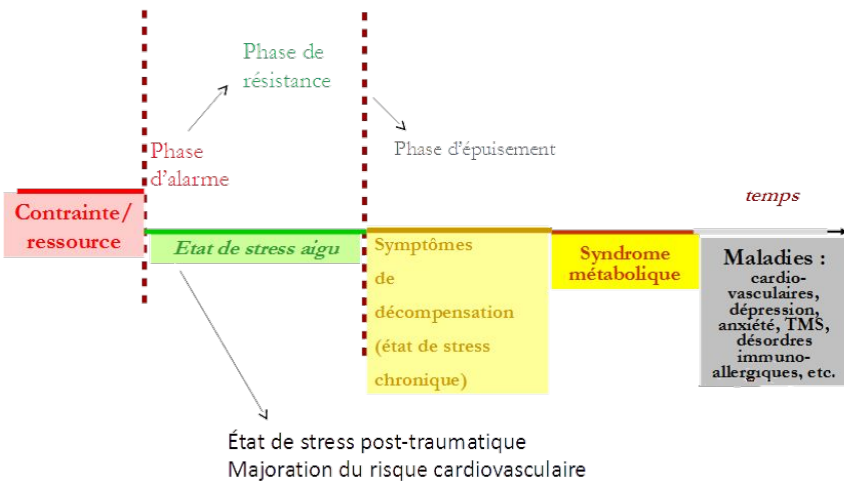 Phase de
résistance
Phase
d'alarme
Phase d'épuisement
temps
Contrainte/
ressource
Etat de stress aigu
Symptômes
de
décompensation
(état de stress
chronique)
Syndrome
métabolique
Maladies :
cardio-
vasculaires,
dépression,
anxiété, TMS,
désordres
immuno-
allergiques, etc.
État de stress post-traumatique
Majoration du risque cardiovasculaire